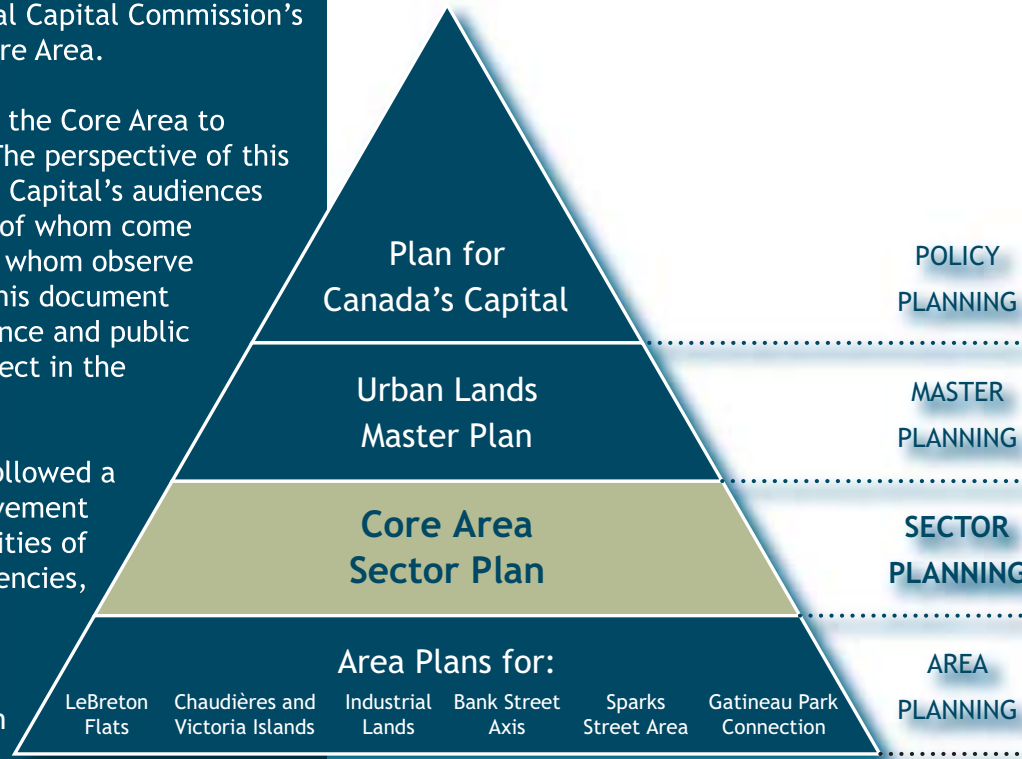 al Capital Commission's
re Area.
the Core Area to
The perspective of this
Capital's audiences
of whom come
whom observe
his document
nce and public
ect in the
ollowed a
vement
ities of
encies,
n
Plan for
Canada's Capital
POLICY
PLANNING
Urban Lands
Master Plan
MASTER
PLANNING
Core Area
Sector Plan
SECTOR
PLANNING
Area Plans for:
LeBreton
Flats
Chaudières and
Victoria Islands
Industrial
Lands
Bank Street
Axis
Sparks
Street Area
Gatineau Park
Connection
AREA
PLANNING